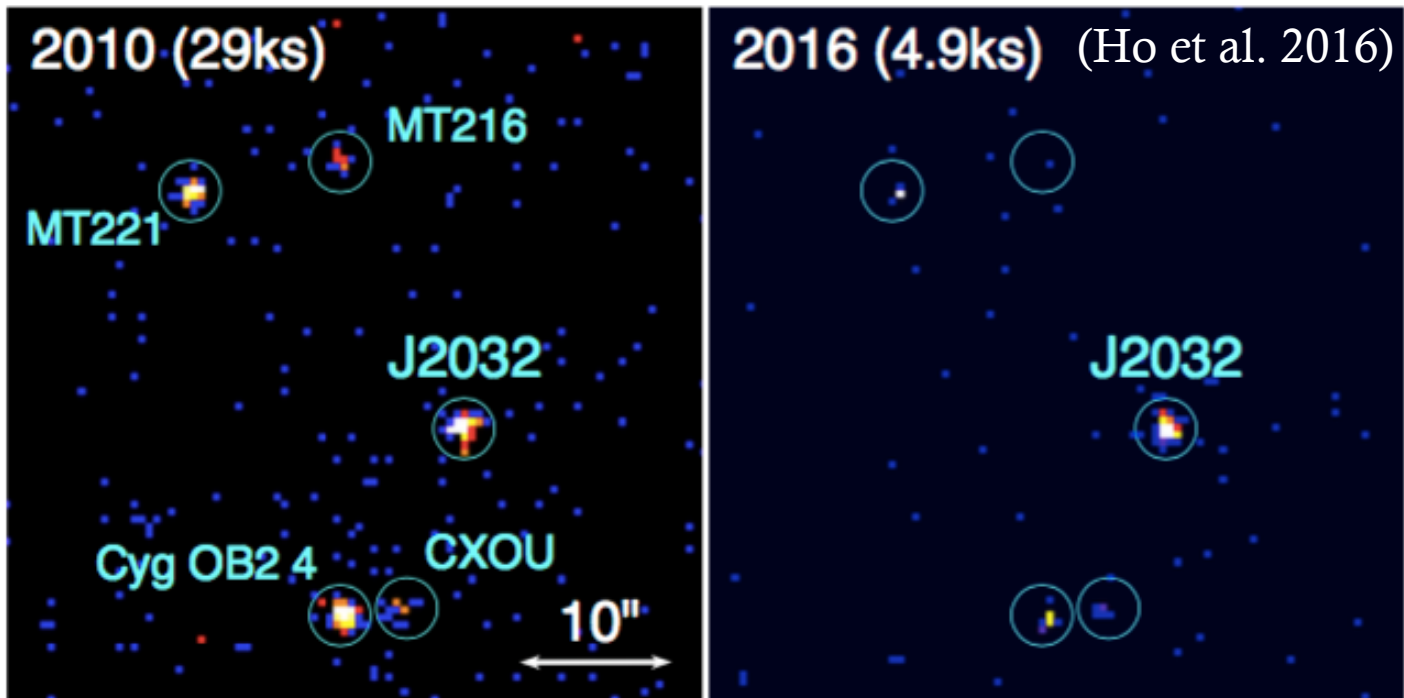 2010 (29ks)
MT216
MT221
J2032
Cyg OB2 4
CXOU
10"
2016 (4.9ks)
(Ho et al. 2016)
J2032